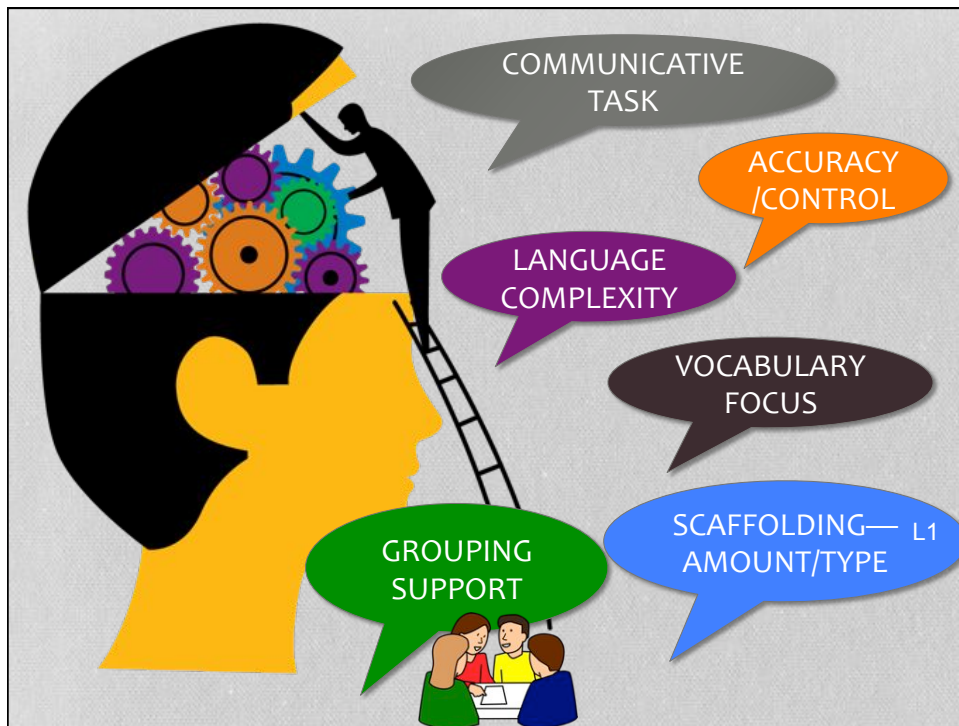 COMMUNICATIVE
TASK
ACCURACY
/CONTROL
LANGUAGE
COMPLEXITY
VOCABULARY
FOCUS
SCAFFOLDING— L1
AMOUNT/TYPE
GROUPING
SUPPORT